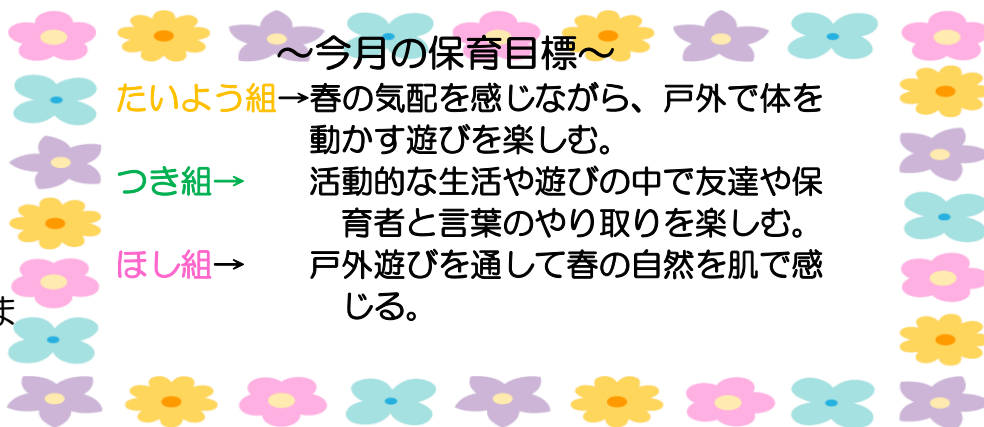 ～今月の保育目標～
たいよう組→春の気配を感じながら、戸外で体を
動かす遊びを楽しむ。
つき組→　　活動的な生活や遊びの中で友達や保
育者と言葉のやり取りを楽しむ。
ほし組→　　戸外遊びを通して春の自然を肌で感
じる。
ま